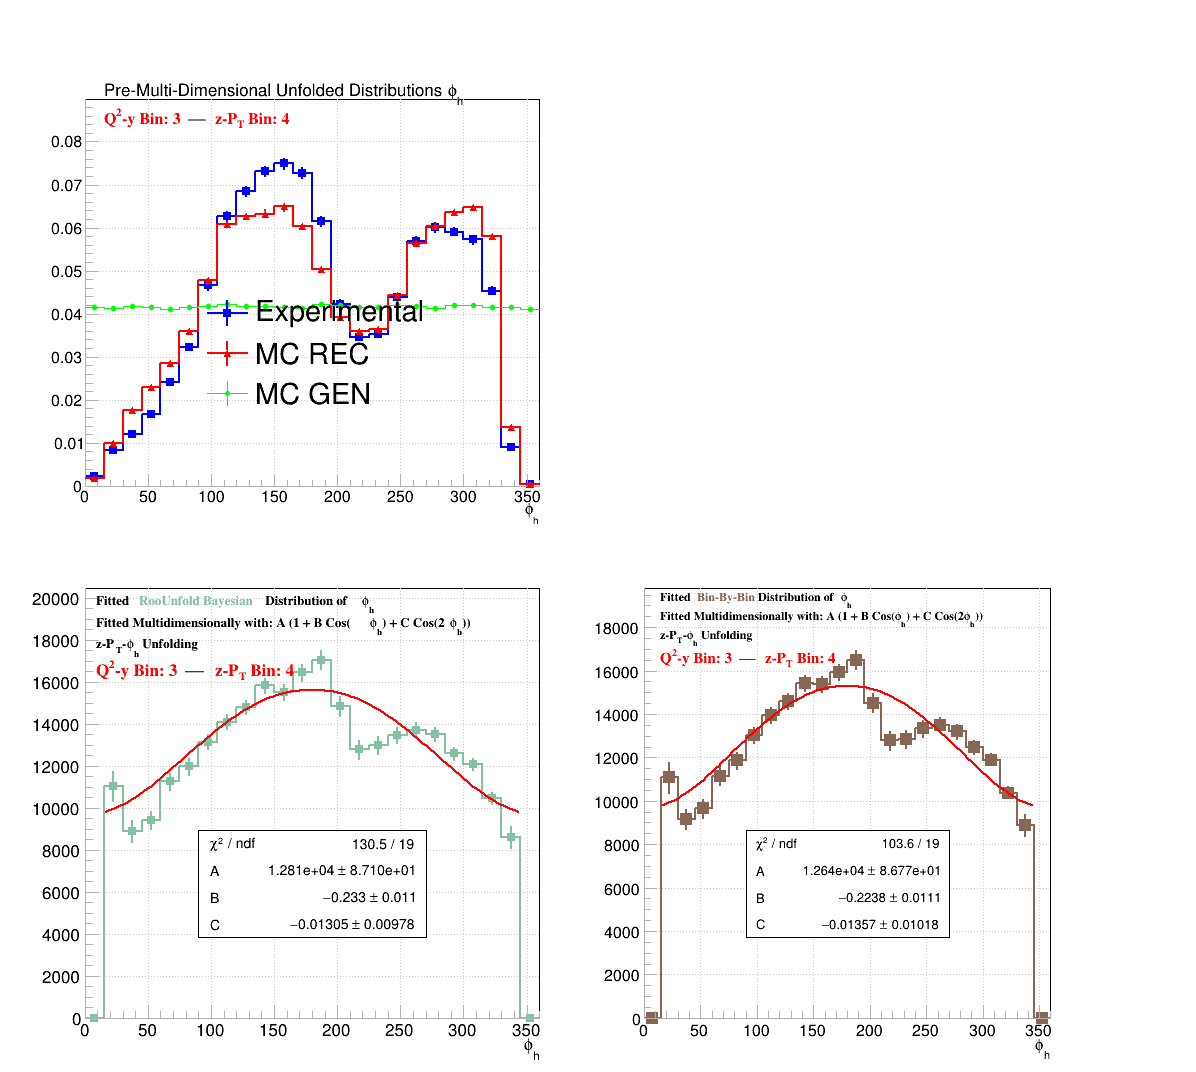 Pre-Multi-Dimensional Unfolded Distributions ϕh
Q2-y Bin: 3 — z-PT Bin: 4
0.08
0.07
0.06
0.05
0.04
0.03
0.02
0.01
0
Experimental
MC REC
MC GEN
0 50 100 150 200 250 300 350
ϕh
Fitted RooUnfold Bayesian Distribution of ϕh
Fitted Multidimensionally with: A (1 + B Cos( ϕh) + C Cos(2 ϕh))
z-PT-ϕh Unfolding
Q2-y Bin: 3 — z-PT Bin: 4
20000
18000
16000
14000
12000
10000
8000
6000
4000
2000
0
χ2 / ndf 130.5 / 19
A 1.281e+04 ± 8.710e+01
B −0.233 ± 0.011
C −0.01305 ± 0.00978
0 50 100 150 200 250 300 350
ϕh
Fitted Bin-By-Bin Distribution of ϕh
Fitted Multidimensionally with: A (1 + B Cos(ϕh) + C Cos(2ϕh))
z-PT-ϕh Unfolding
Q2-y Bin: 3 — z-PT Bin: 4
18000
16000
14000
12000
10000
8000
6000
4000
2000
0
χ2 / ndf 103.6 / 19
A 1.264e+04 ± 8.677e+01
B −0.2238 ± 0.0111
C −0.01357 ± 0.01018
0 50 100 150 200 250 300 350
ϕh